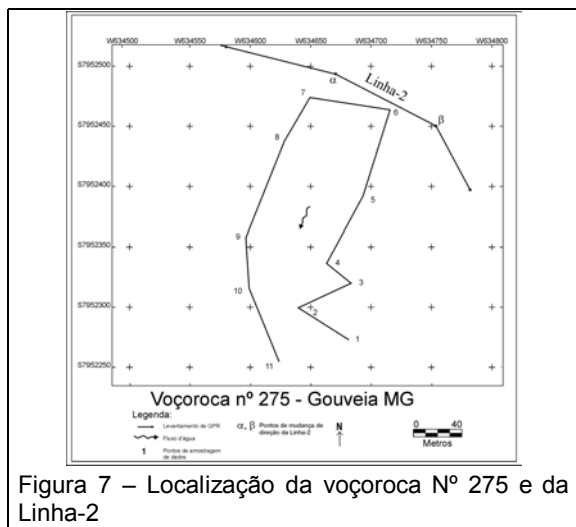 W634500 W634550 W634600 W634650 W634700 W634750 W634800
S7952500
α
Linha-2
7
6
β
S7952450
8
S7952400
5
S7952350
9
4
3
10
S7952300
2
1
S7952250
11
Voçoroca nº 275 - Gouveia MG
Legenda:
Levantamento de GPR
Fluxo d'água
1 Pontos de amostragem
de dados
α, β Pontos de mudança de
direção da Linha-2
N
0 40
Metros
Figura 7 – Localização da voçoroca Nº 275 e da
Linha-2